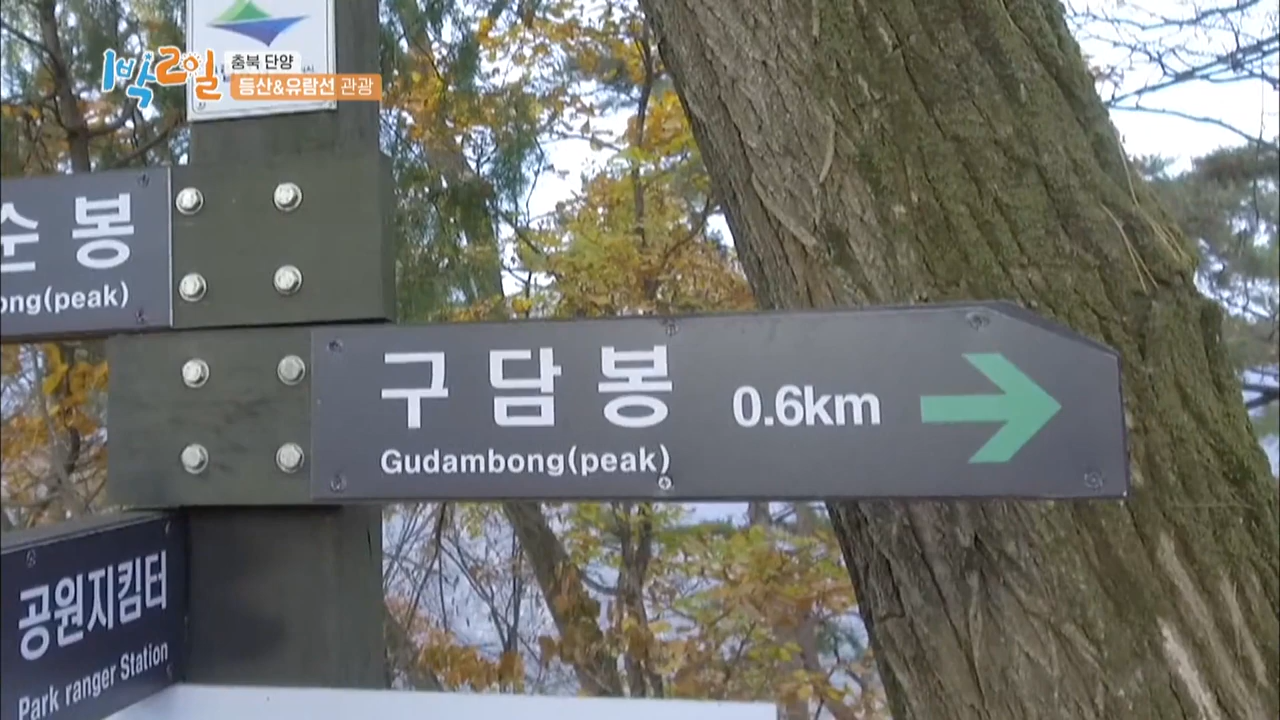 1박2일
충북 단양
등산&유람선 관광
순봉
ong(peak)
구담봉
0.6km
Gudambong(peak)
공원지킴터
Park ranger Station